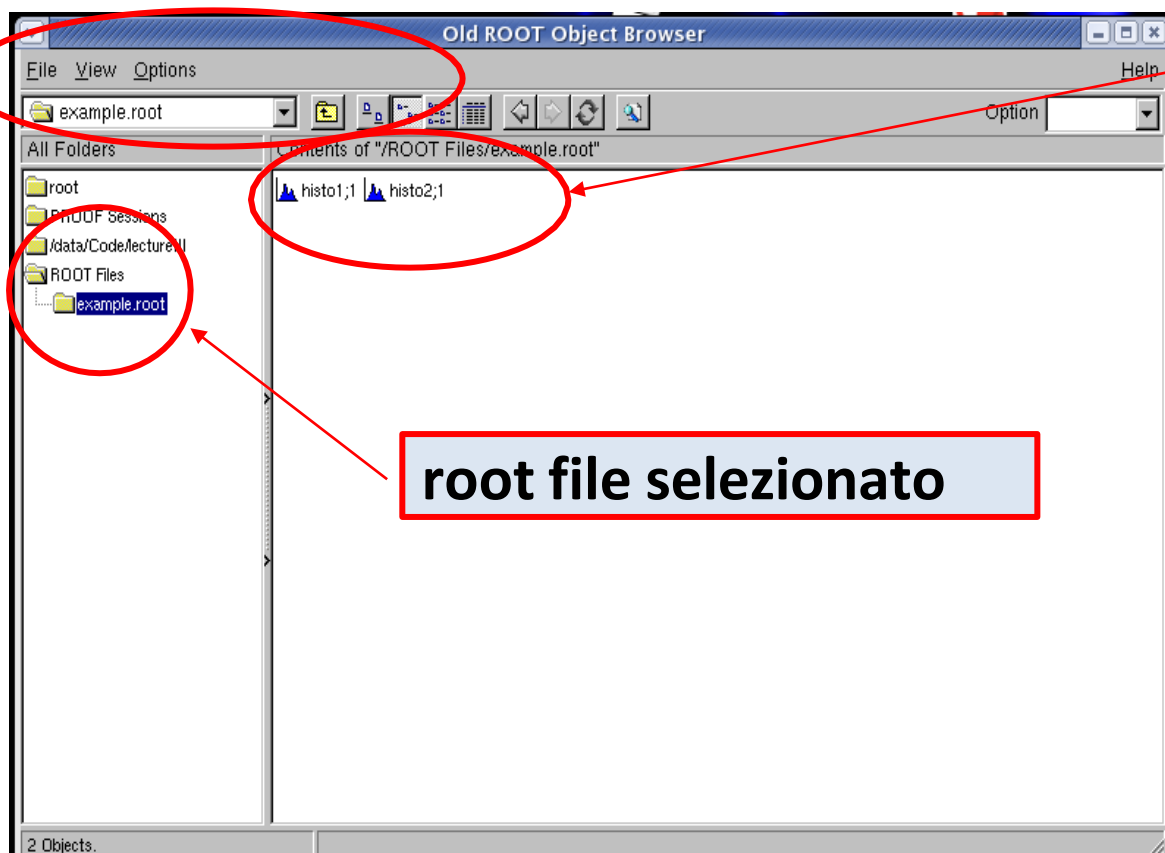 Old ROOT Object Browser
File View Options Help
example.root Option
All Folders Contents of "/ROOT Files/example.root"
root
histo1;1 histo2;1
PROOF Sessions
/data/Code/lectureII
ROOT Files
example.root
root file selezionato
2 Objects.